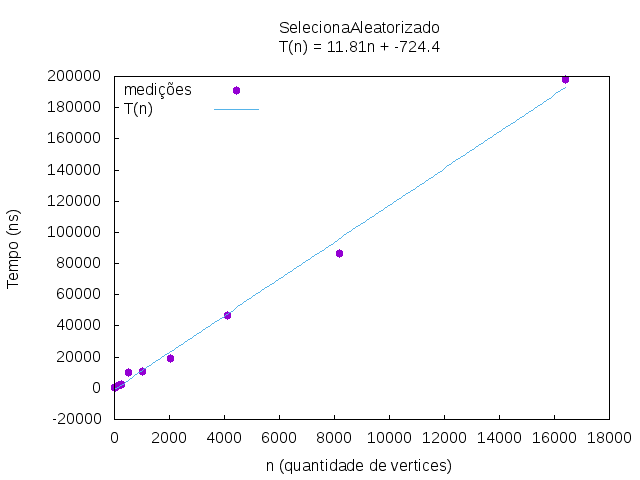 SelecionaAleatorizado
T(n) = 11.81n + -724.4
200000
180000
160000
140000
120000
100000
80000
60000
40000
20000
0
-20000
medições
T(n)
Tempo (ns)
0 2000 4000 6000 8000 10000 12000 14000 16000 18000
n (quantidade de vertices)